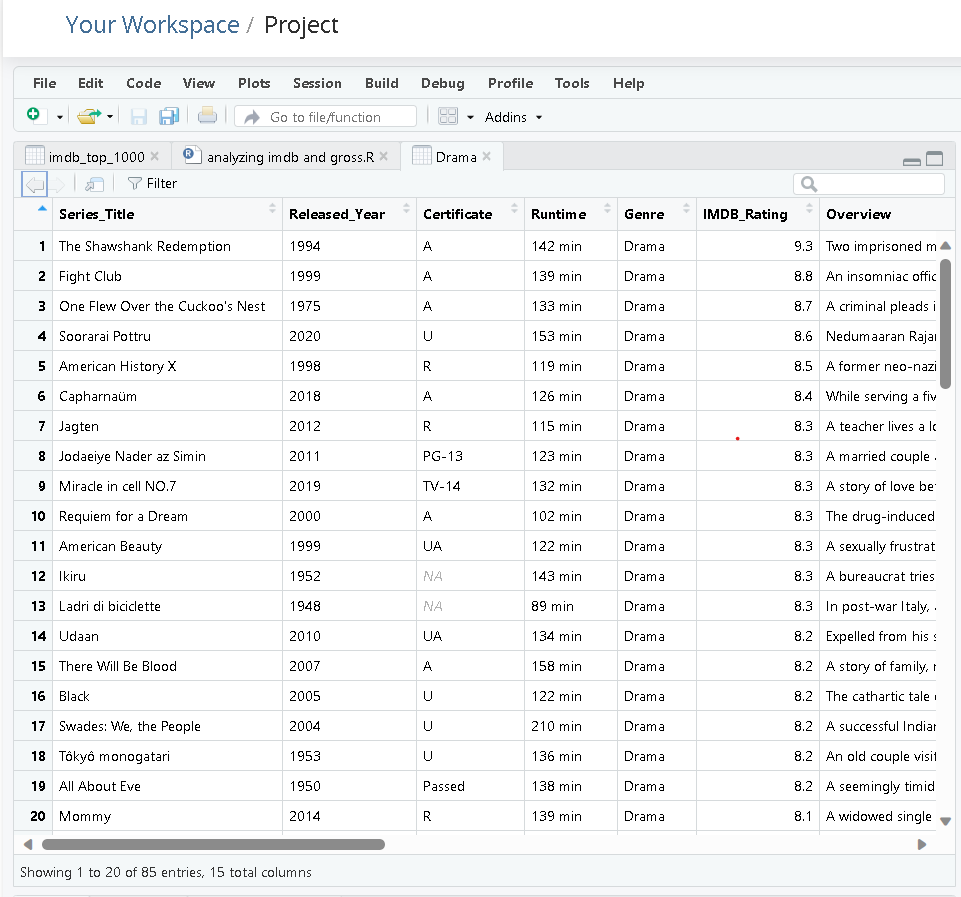 Your Workspace / Project
File Edit Code View Plots Session Build Debug Profile Tools Help
Go to file/function Addins
imdb_top_1000 analyzing imdb and gross.R Drama
Filter
Series_Title Released_Year Certificate Runtime Genre IMDB_Rating Overview
1 The Shawshank Redemption 1994 A 142 min Drama 9.3 Two imprisoned m
2 Fight Club 1999 A 139 min Drama 8.8 An insomniac offic
3 One Flew Over the Cuckoo's Nest 1975 A 133 min Drama 8.7 A criminal pleads i
4 Soorarai Pottru 2020 U 153 min Drama 8.6 Nedumaaran Rajar
5 American History X 1998 R 119 min Drama 8.5 A former neo-nazi
6 Capharnaüm 2018 A 126 min Drama 8.4 While serving a fiv
7 Jagten 2012 R 115 min Drama 8.3 A teacher lives a lo
8 Jodaeiye Nader az Simin 2011 PG-13 123 min Drama 8.3 A married couple
9 Miracle in cell NO.7 2019 TV-14 132 min Drama 8.3 A story of love bet
10 Requiem for a Dream 2000 A 102 min Drama 8.3 The drug-induced
11 American Beauty 1999 UA 122 min Drama 8.3 A sexually frustrat
12 Ikiru 1952 NA 143 min Drama 8.3 A bureaucrat tries
13 Ladri di biciclette 1948 NA 89 min Drama 8.3 In post-war Italy,
14 Udaan 2010 UA 134 min Drama 8.2 Expelled from his s
15 There Will Be Blood 2007 A 158 min Drama 8.2 A story of family, r
16 Black 2005 U 122 min Drama 8.2 The cathartic tale
17 Swades: We, the People 2004 U 210 min Drama 8.2 A successful Indian
18 Tôkyô monogatari 1953 U 136 min Drama 8.2 An old couple visit
19 All About Eve 1950 Passed 138 min Drama 8.2 A seemingly timid
20 Mommy 2014 R 139 min Drama 8.1 A widowed single
Showing 1 to 20 of 85 entries, 15 total columns